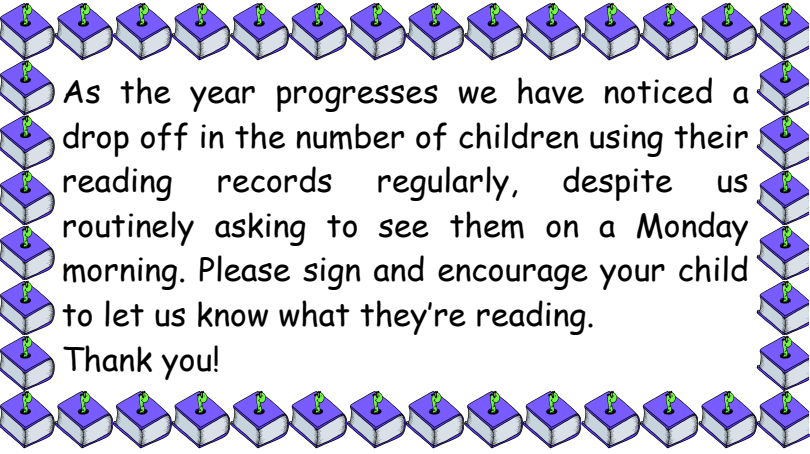 As the year progresses we have noticed a
drop off in the number of children using their
reading records regularly, despite us
routinely asking to see them on a Monday
morning. Please sign and encourage your child
to let us know what they’re reading.
Thank you!